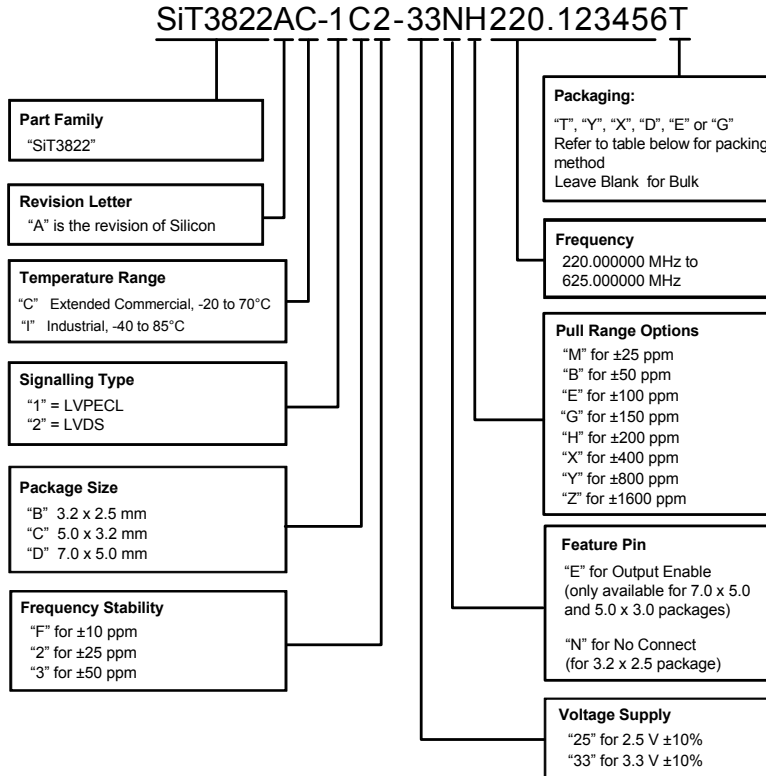 SiT3822AC-1C2-33NH220.123456T
Part Family
“SiT3822”
Revision Letter
“A” is the revision of Silicon
Temperature Range
“C” Extended Commercial, -20 to 70°C
“I” Industrial, -40 to 85°C
Signalling Type
“1” = LVPECL
“2” = LVDS
Package Size
“B” 3.2 x 2.5 mm
“C” 5.0 x 3.2 mm
“D” 7.0 x 5.0 mm
Frequency Stability
“F” for ±10 ppm
“2” for ±25 ppm
“3” for ±50 ppm
Packaging:
“T”, “Y”, “X”, “D”, “E” or “G”
Refer to table below for packing
method
Leave Blank for Bulk
Frequency
220.000000 MHz to
625.000000 MHz
Pull Range Options
“M” for ±25 ppm
“B” for ±50 ppm
“E” for ±100 ppm
“G” for ±150 ppm
“H” for ±200 ppm
“X” for ±400 ppm
“Y” for ±800 ppm
“Z” for ±1600 ppm
Feature Pin
“E” for Output Enable
(only available for 7.0 x 5.0
and 5.0 x 3.0 packages)
“N” for No Connect
(for 3.2 x 2.5 package)
Voltage Supply
“25” for 2.5 V ±10%
“33” for 3.3 V ±10%